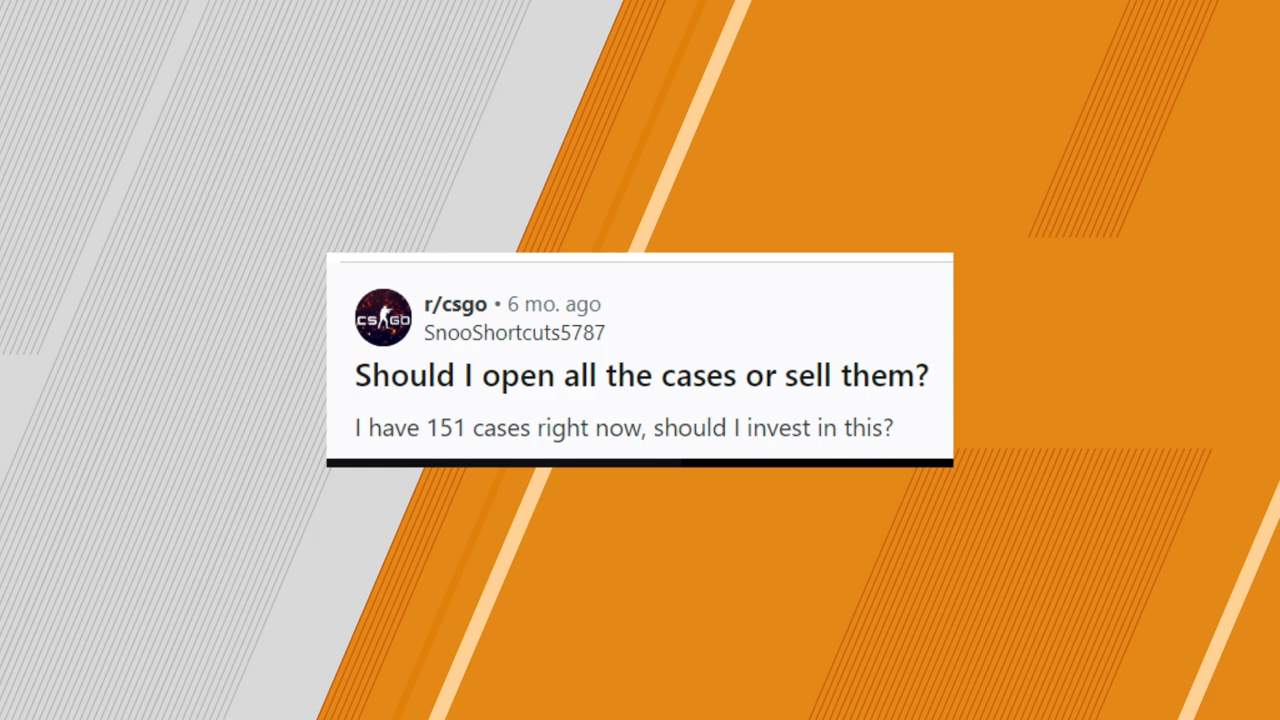 CS GO
r/csgo • 6 mo. ago
SnooShortcuts5787
Should I open all the cases or sell them?
I have 151 cases right now, should I invest in this?